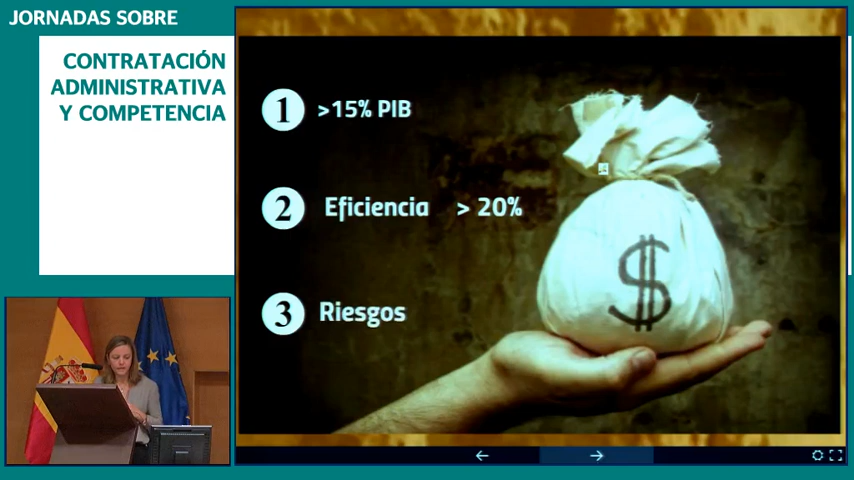 JORNADAS SOBRE
CONTRATACIÓN
ADMINISTRATIVA
Y COMPETENCIA
1 >15% PIB
2 Eficiencia > 20%
3 Riesgos
$